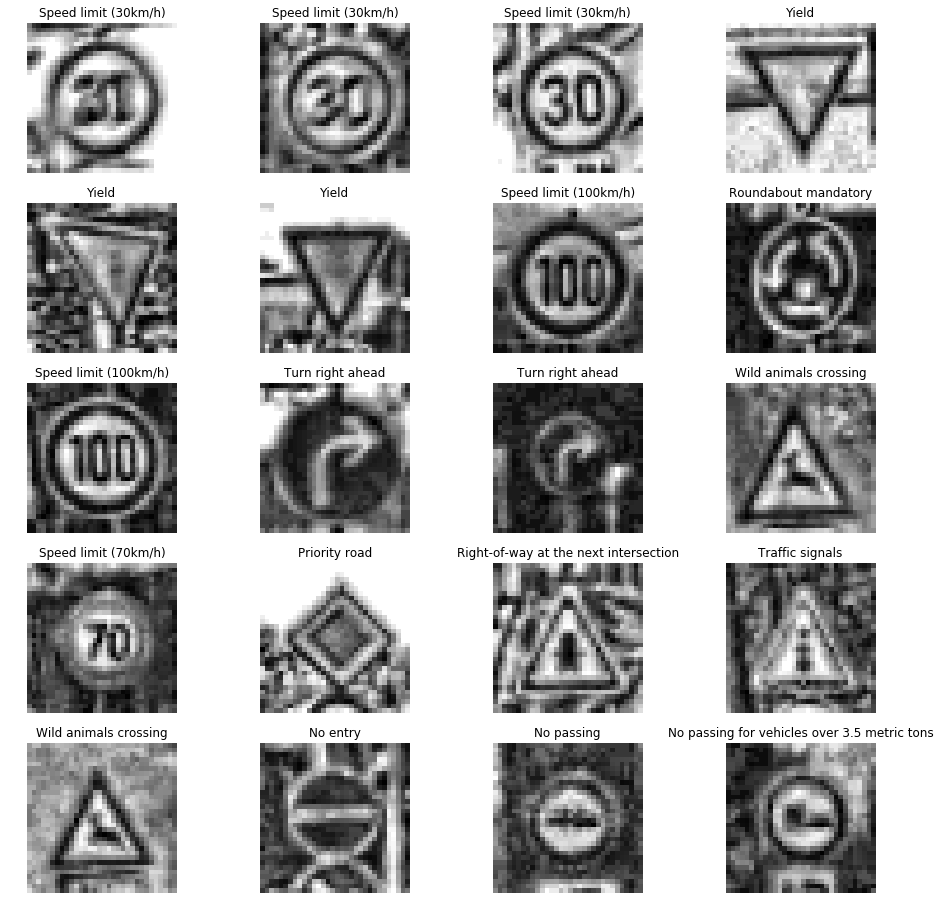 Speed limit (30km/h)
Speed limit (30km/h)
Speed limit (30km/h)
Yield
30
Yield
Yield
Speed limit (100km/h)
Roundabout mandatory
100
Speed limit (100km/h)
Turn right ahead
Turn right ahead
Wild animals crossing
100
Speed limit (70km/h)
Priority road
Right-of-way at the next intersection
Traffic signals
70
Wild animals crossing
No entry
No passing
No passing for vehicles over 3.5 metric tons